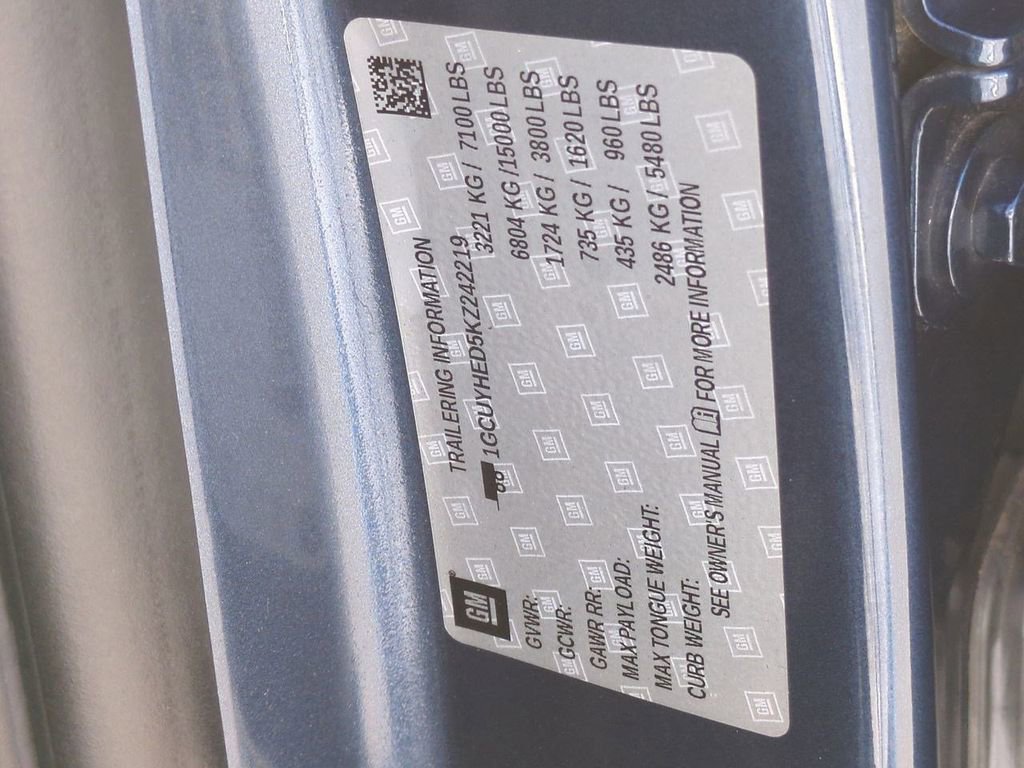 GM
TRAILERING INFORMATION
1GCUYHED5KZ242219
GVWR: 3221 KG / 7100 LBS
GCWR: 6804 KG /15000 LBS
GAWR RR: 1724 KG / 3800 LBS
MAX PAYLOAD: 735 KG / 1620 LBS
MAX TONGUE WEIGHT: 435 KG / 960 LBS
CURB WEIGHT: 2486 KG / 5480 LBS
SEE OWNER'S MANUAL FOR MORE INFORMATION